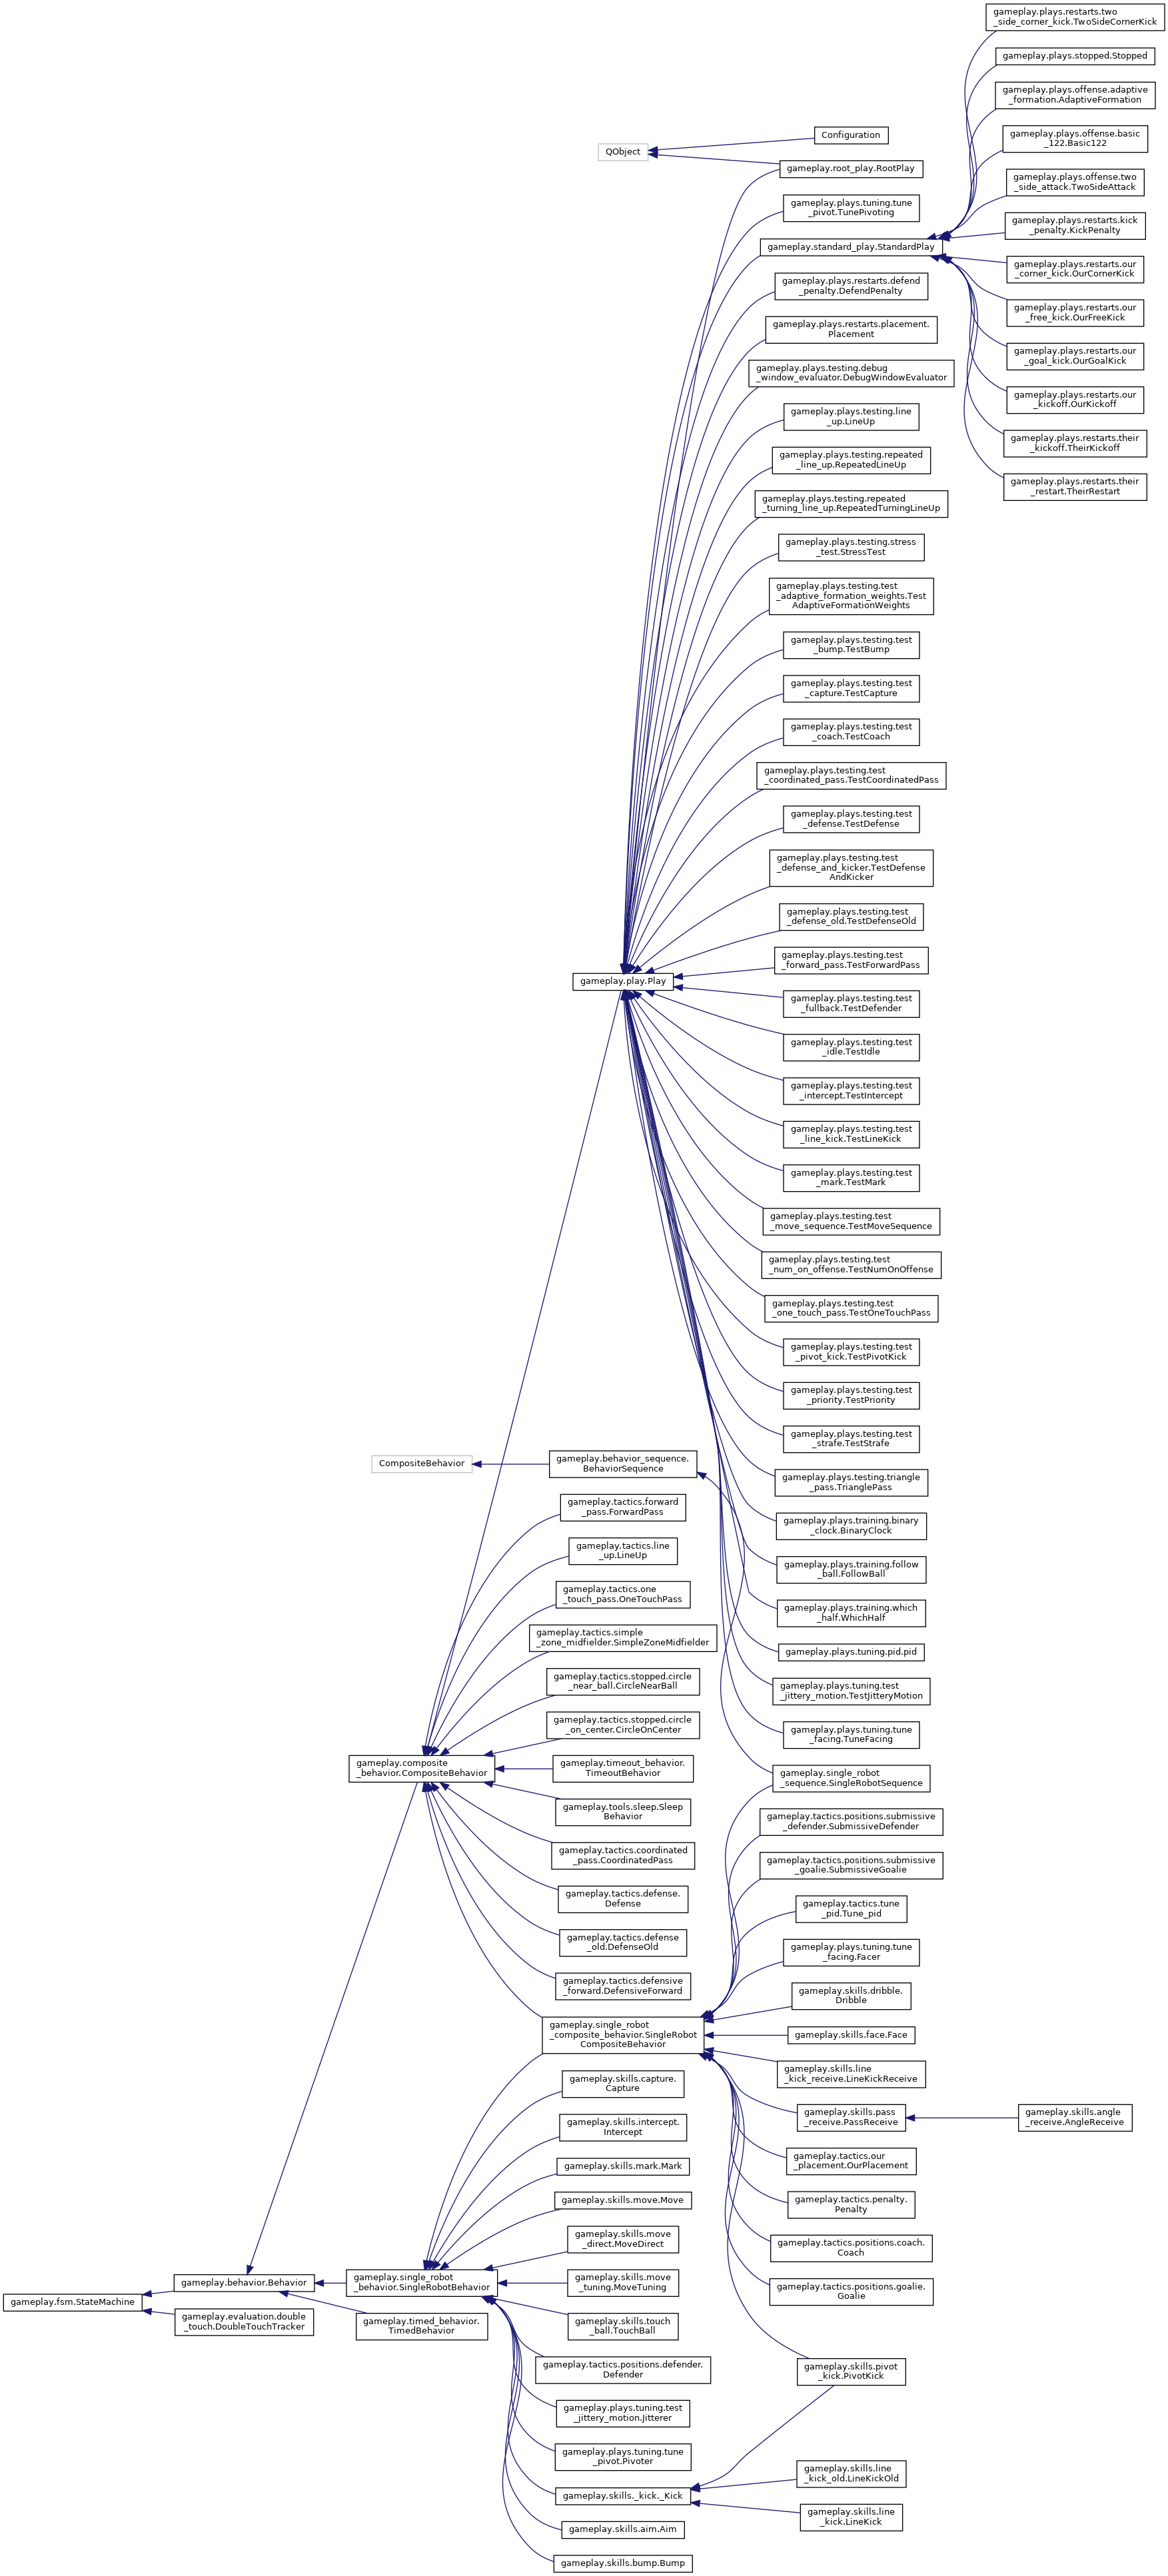 gameplay.plays.restarts.two
_side_corner_kick.TwoSideCornerKick
gameplay.plays.stopped.Stopped
gameplay.plays.offense.adaptive
_formation.AdaptiveFormation
gameplay.plays.offense.basic
_122.Basic122
gameplay.plays.offense.two
_side_attack.TwoSideAttack
gameplay.plays.restarts.kick
_penalty.KickPenalty
gameplay.plays.restarts.our
_corner_kick.OurCornerKick
gameplay.plays.restarts.our
_free_kick.OurFreeKick
gameplay.plays.restarts.our
_goal_kick.OurGoalKick
gameplay.plays.restarts.our
_kickoff.OurKickoff
gameplay.plays.restarts.their
_kickoff.TheirKickoff
gameplay.plays.restarts.their
_restart.TheirRestart
Configuration
QObject
gameplay.root_play.RootPlay
gameplay.plays.tuning.tune
_pivot.TunePivoting
gameplay.standard_play.StandardPlay
gameplay.plays.restarts.defend
_penalty.DefendPenalty
gameplay.plays.restarts.placement.
Placement
gameplay.plays.testing.debug
_window_evaluator.DebugWindowEvaluator
gameplay.plays.testing.line
_up.LineUp
gameplay.plays.testing.repeated
_line_up.RepeatedLineUp
gameplay.plays.testing.repeated
_turning_line_up.RepeatedTurningLineUp
gameplay.plays.testing.stress
_test.StressTest
gameplay.plays.testing.test
_adaptive_formation_weights.Test
AdaptiveFormationWeights
gameplay.plays.testing.test
_bump.TestBump
gameplay.plays.testing.test
_capture.TestCapture
gameplay.plays.testing.test
_coach.TestCoach
gameplay.plays.testing.test
_coordinated_pass.TestCoordinatedPass
gameplay.plays.testing.test
_defense.TestDefense
gameplay.plays.testing.test
_defense_and_kicker.TestDefense
AndKicker
gameplay.plays.testing.test
_defense_old.TestDefenseOld
gameplay.plays.testing.test
_forward_pass.TestForwardPass
gameplay.play.Play
gameplay.plays.testing.test
_fullback.TestDefender
gameplay.plays.testing.test
_idle.TestIdle
gameplay.plays.testing.test
_intercept.TestIntercept
gameplay.plays.testing.test
_line_kick.TestLineKick
gameplay.plays.testing.test
_mark.TestMark
gameplay.plays.testing.test
_move_sequence.TestMoveSequence
gameplay.plays.testing.test
_num_on_offense.TestNumOnOffense
gameplay.plays.testing.test
_one_touch_pass.TestOneTouchPass
gameplay.plays.testing.test
_pivot_kick.TestPivotKick
gameplay.plays.testing.test
_priority.TestPriority
gameplay.plays.testing.test
_strafe.TestStrafe
gameplay.plays.testing.triangle
_pass.TrianglePass
gameplay.plays.training.binary
_clock.BinaryClock
gameplay.plays.training.follow
_ball.FollowBall
gameplay.plays.training.which
_half.WhichHalf
gameplay.plays.tuning.pid.pid
gameplay.plays.tuning.test
_jittery_motion.TestJitteryMotion
gameplay.plays.tuning.tune
_facing.TuneFacing
CompositeBehavior
gameplay.behavior_sequence.
BehaviorSequence
gameplay.tactics.forward
_pass.ForwardPass
gameplay.tactics.line
_up.LineUp
gameplay.tactics.one
_touch_pass.OneTouchPass
gameplay.tactics.simple
_zone_midfielder.SimpleZoneMidfielder
gameplay.tactics.stopped.circle
_near_ball.CircleNearBall
gameplay.tactics.stopped.circle
_on_center.CircleOnCenter
gameplay.composite
_behavior.CompositeBehavior
gameplay.timeout_behavior.
TimeoutBehavior
gameplay.tools.sleep.Sleep
Behavior
gameplay.tactics.coordinated
_pass.CoordinatedPass
gameplay.tactics.defense.
Defense
gameplay.tactics.defense
_old.DefenseOld
gameplay.tactics.defensive
_forward.DefensiveForward
gameplay.single_robot
_composite_behavior.SingleRobot
CompositeBehavior
gameplay.single_robot
_sequence.SingleRobotSequence
gameplay.tactics.positions.submissive
_defender.SubmissiveDefender
gameplay.tactics.positions.submissive
_goalie.SubmissiveGoalie
gameplay.tactics.tune
_pid.Tune_pid
gameplay.plays.tuning.tune
_facing.Facer
gameplay.skills.dribble.
Dribble
gameplay.skills.face.Face
gameplay.skills.line
_kick_receive.LineKickReceive
gameplay.skills.pass
_receive.PassReceive
gameplay.skills.angle
_receive.AngleReceive
gameplay.tactics.our
_placement.OurPlacement
gameplay.tactics.penalty.
Penalty
gameplay.tactics.positions.coach.
Coach
gameplay.tactics.positions.goalie.
Goalie
gameplay.skills.pivot
_kick.PivotKick
gameplay.skills.capture.
Capture
gameplay.skills.intercept.
Intercept
gameplay.skills.mark.Mark
gameplay.skills.move.Move
gameplay.skills.move
_direct.MoveDirect
gameplay.skills.move
_tuning.MoveTuning
gameplay.skills.touch
_ball.TouchBall
gameplay.behavior.Behavior
gameplay.single_robot
_behavior.SingleRobotBehavior
gameplay.fsm.StateMachine
gameplay.evaluation.double
_touch.DoubleTouchTracker
gameplay.timed_behavior.
TimedBehavior
gameplay.tactics.positions.defender.
Defender
gameplay.plays.tuning.test
_jittery_motion.Jitterer
gameplay.plays.tuning.tune
_pivot.Pivoter
gameplay.skills._kick._Kick
gameplay.skills.line
_kick_old.LineKickOld
gameplay.skills.line
_kick.LineKick
gameplay.skills.aim.Aim
gameplay.skills.bump.Bump